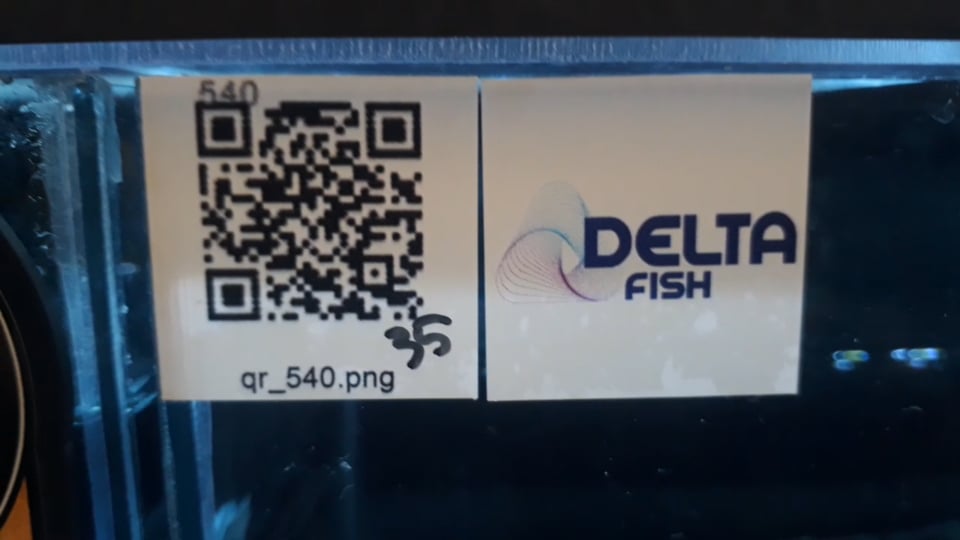 540
35
qr_540.png
DELTA
FISH